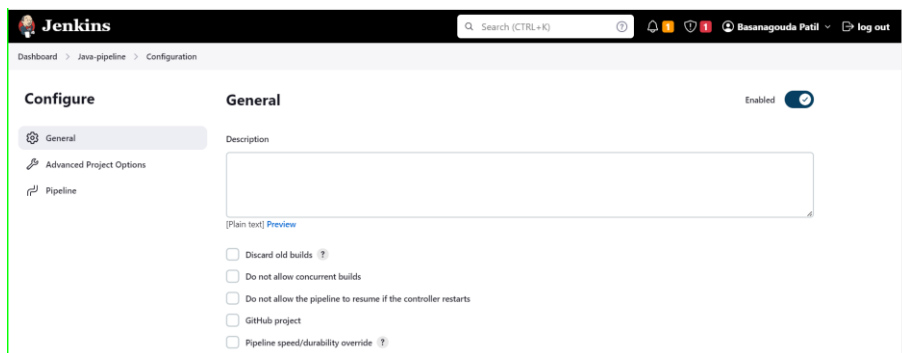 Jenkins
Search (CTRL+K) ? 1 1 Basanagouda Patil log out
Dashboard > Java-pipeline > Configuration
Configure
General
Advanced Project Options
Pipeline
General
Enabled
Description
[Plain text] Preview
Discard old builds ?
Do not allow concurrent builds
Do not allow the pipeline to resume if the controller restarts
GitHub project
Pipeline speed/durability override ?